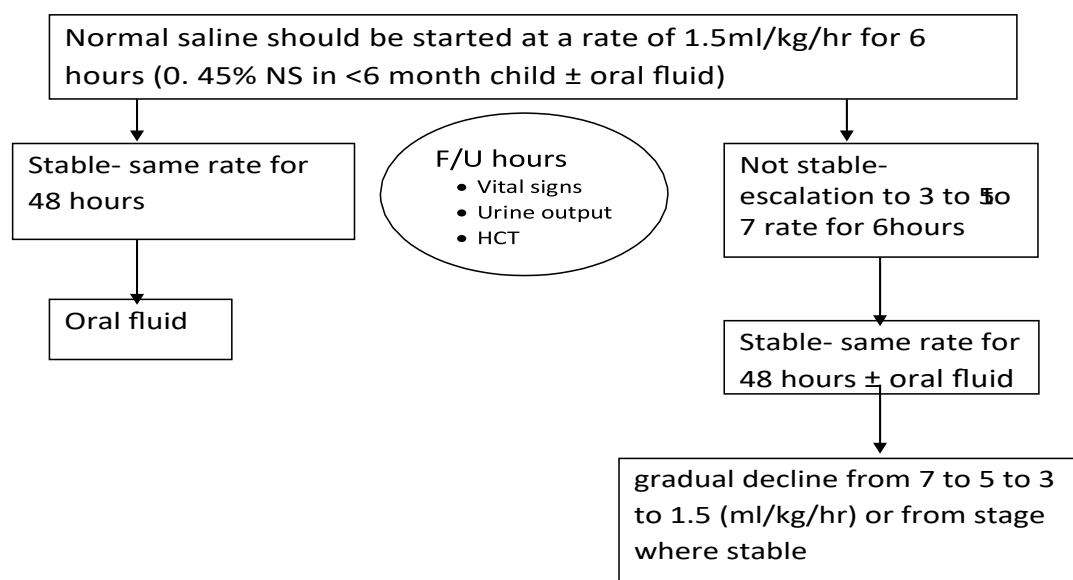 Normal saline should be started at a rate of 1.5ml/kg/hr for 6
hours (0. 45% NS in <6 month child ± oral fluid)
Stable- same rate for
48 hours
Oral fluid
F/U hours
• Vital signs
• Urine output
• HCT
Not stable-
escalation to 3 to 5 to
7 rate for 6hours
Stable- same rate for
48 hours ± oral fluid
gradual decline from 7 to 5 to 3
to 1.5 (ml/kg/hr) or from stage
where stable